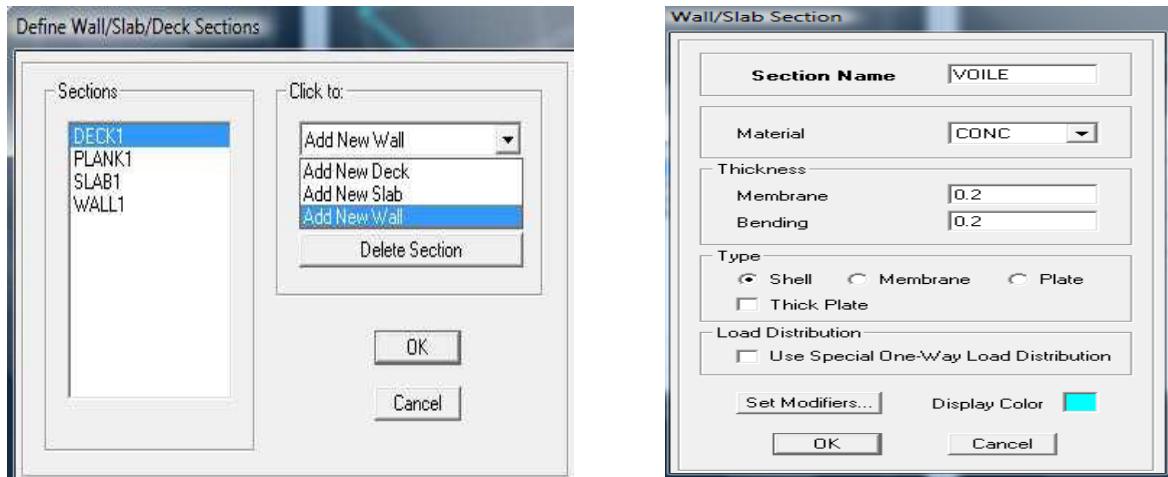 Define Wall/Slab/Deck Sections
Sections
DECK1
PLANK1
SLAB1
WALL1
Click to:
Add New Wall
Add New Deck
Add New Slab
Add New Wall
Delete Section
OK
Cancel
Wall/Slab Section
Section Name VOILE
Material CONC
Thickness
Membrane 0.2
Bending 0.2
Type
Shell Membrane Plate
Thick Plate
Load Distribution
Use Special One-Way Load Distribution
Set Modifiers... Display Color
OK Cancel